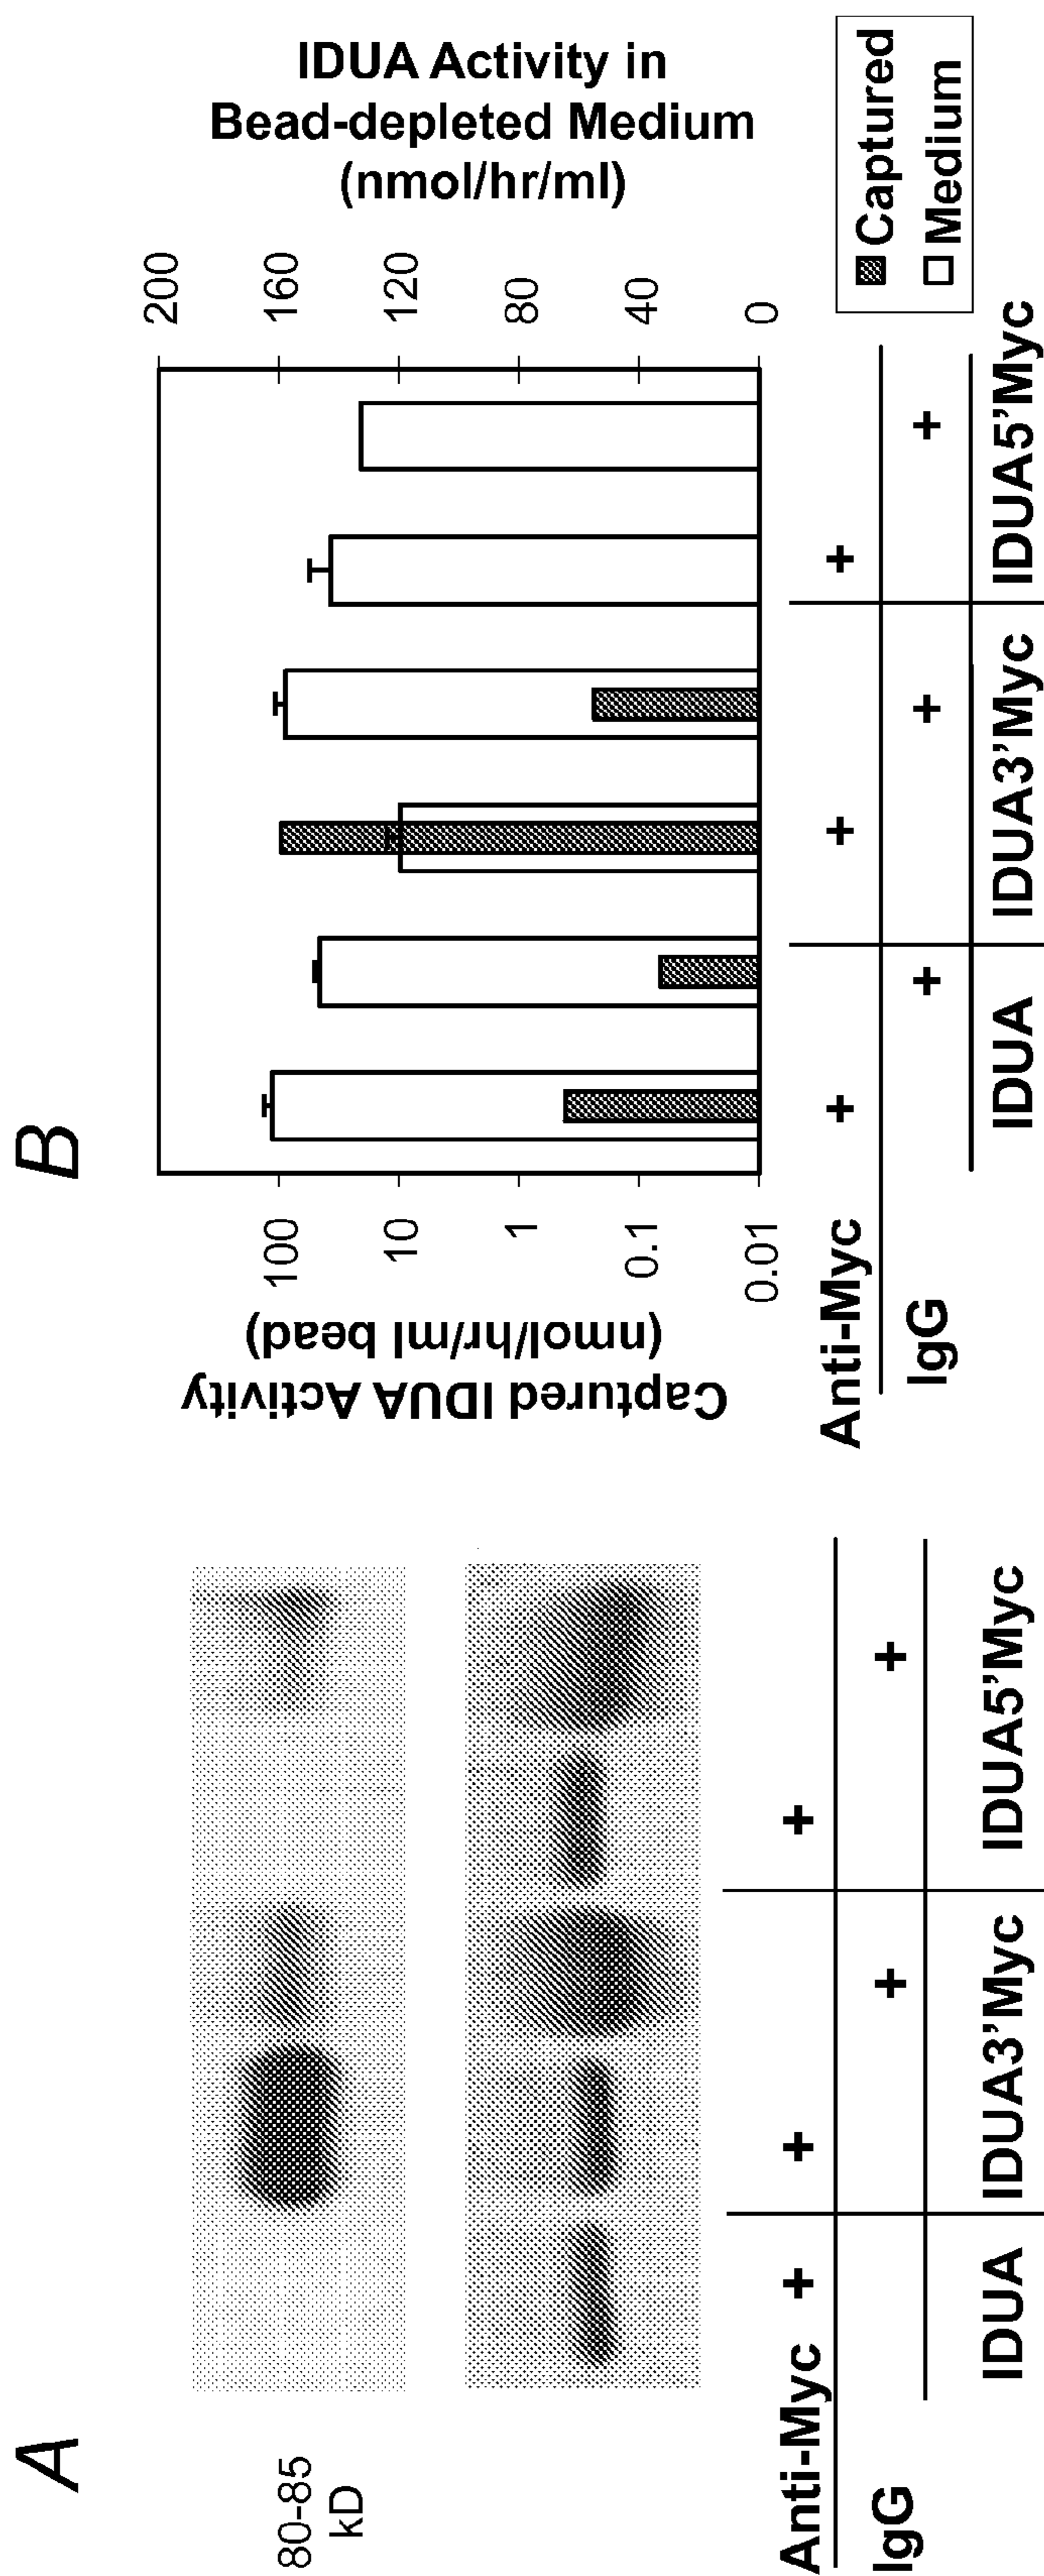 A
80-85
kD
Anti-Myc + + +
IgG + +
IDUA IDUA3’Myc IDUA5’Myc
B
Captured IDUA Activity
(nmol/hr/ml bead)
100
10
1
0.1
0.01
200
160
120
80
40
0
IDUA Activity in
Bead-depleted Medium
(nmol/hr/ml)
Captured
Medium
Anti-Myc + + +
IgG + + +
IDUA IDUA3’Myc IDUA5’Myc